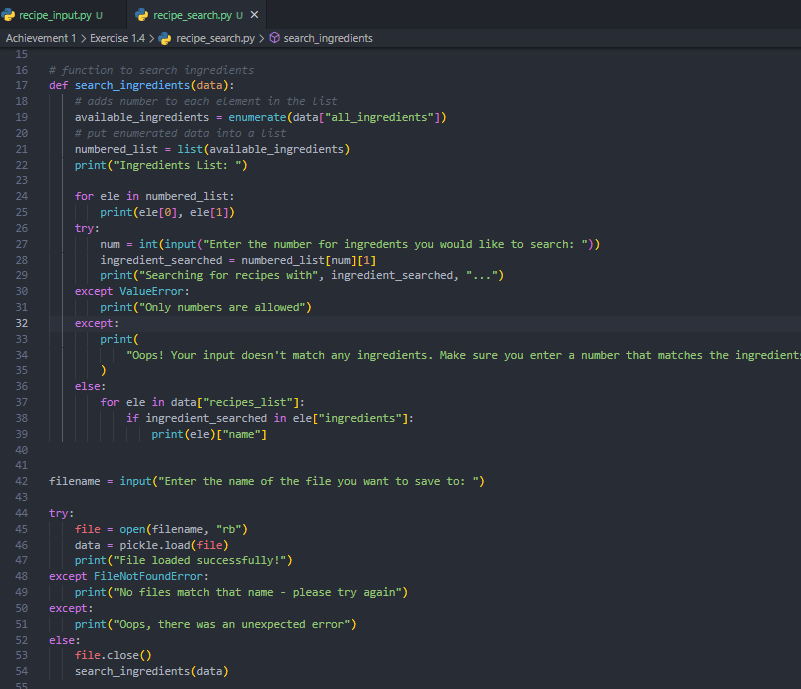 recipe_input.py U
recipe_search.py U ×
Achievement 1 > Exercise 1.4 > recipe_search.py > search_ingredients
15
16 # function to search ingredients
17 def search_ingredients(data):
18     # adds number to each element in the list
19     available_ingredients = enumerate(data["all_ingredients"])
20     # put enumerated data into a list
21     numbered_list = list(available_ingredients)
22     print("Ingredients List: ")
23
24     for ele in numbered_list:
25         print(ele[0], ele[1])
26     try:
27         num = int(input("Enter the number for ingredents you would like to search: "))
28         ingredient_searched = numbered_list[num][1]
29         print("Searching for recipes with", ingredient_searched, "...")
30     except ValueError:
31         print("Only numbers are allowed")
32     except:
33         print(
34             "Oops! Your input doesn't match any ingredients. Make sure you enter a number that matches the ingredients
35         )
36     else:
37         for ele in data["recipes_list"]:
38             if ingredient_searched in ele["ingredients"]:
39                 print(ele)["name"]
40
41
42 filename = input("Enter the name of the file you want to save to: ")
43
44 try:
45     file = open(filename, "rb")
46     data = pickle.load(file)
47     print("File loaded successfully!")
48 except FileNotFoundError:
49     print("No files match that name - please try again")
50 except:
51     print("Oops, there was an unexpected error")
52 else:
53     file.close()
54     search_ingredients(data)
55